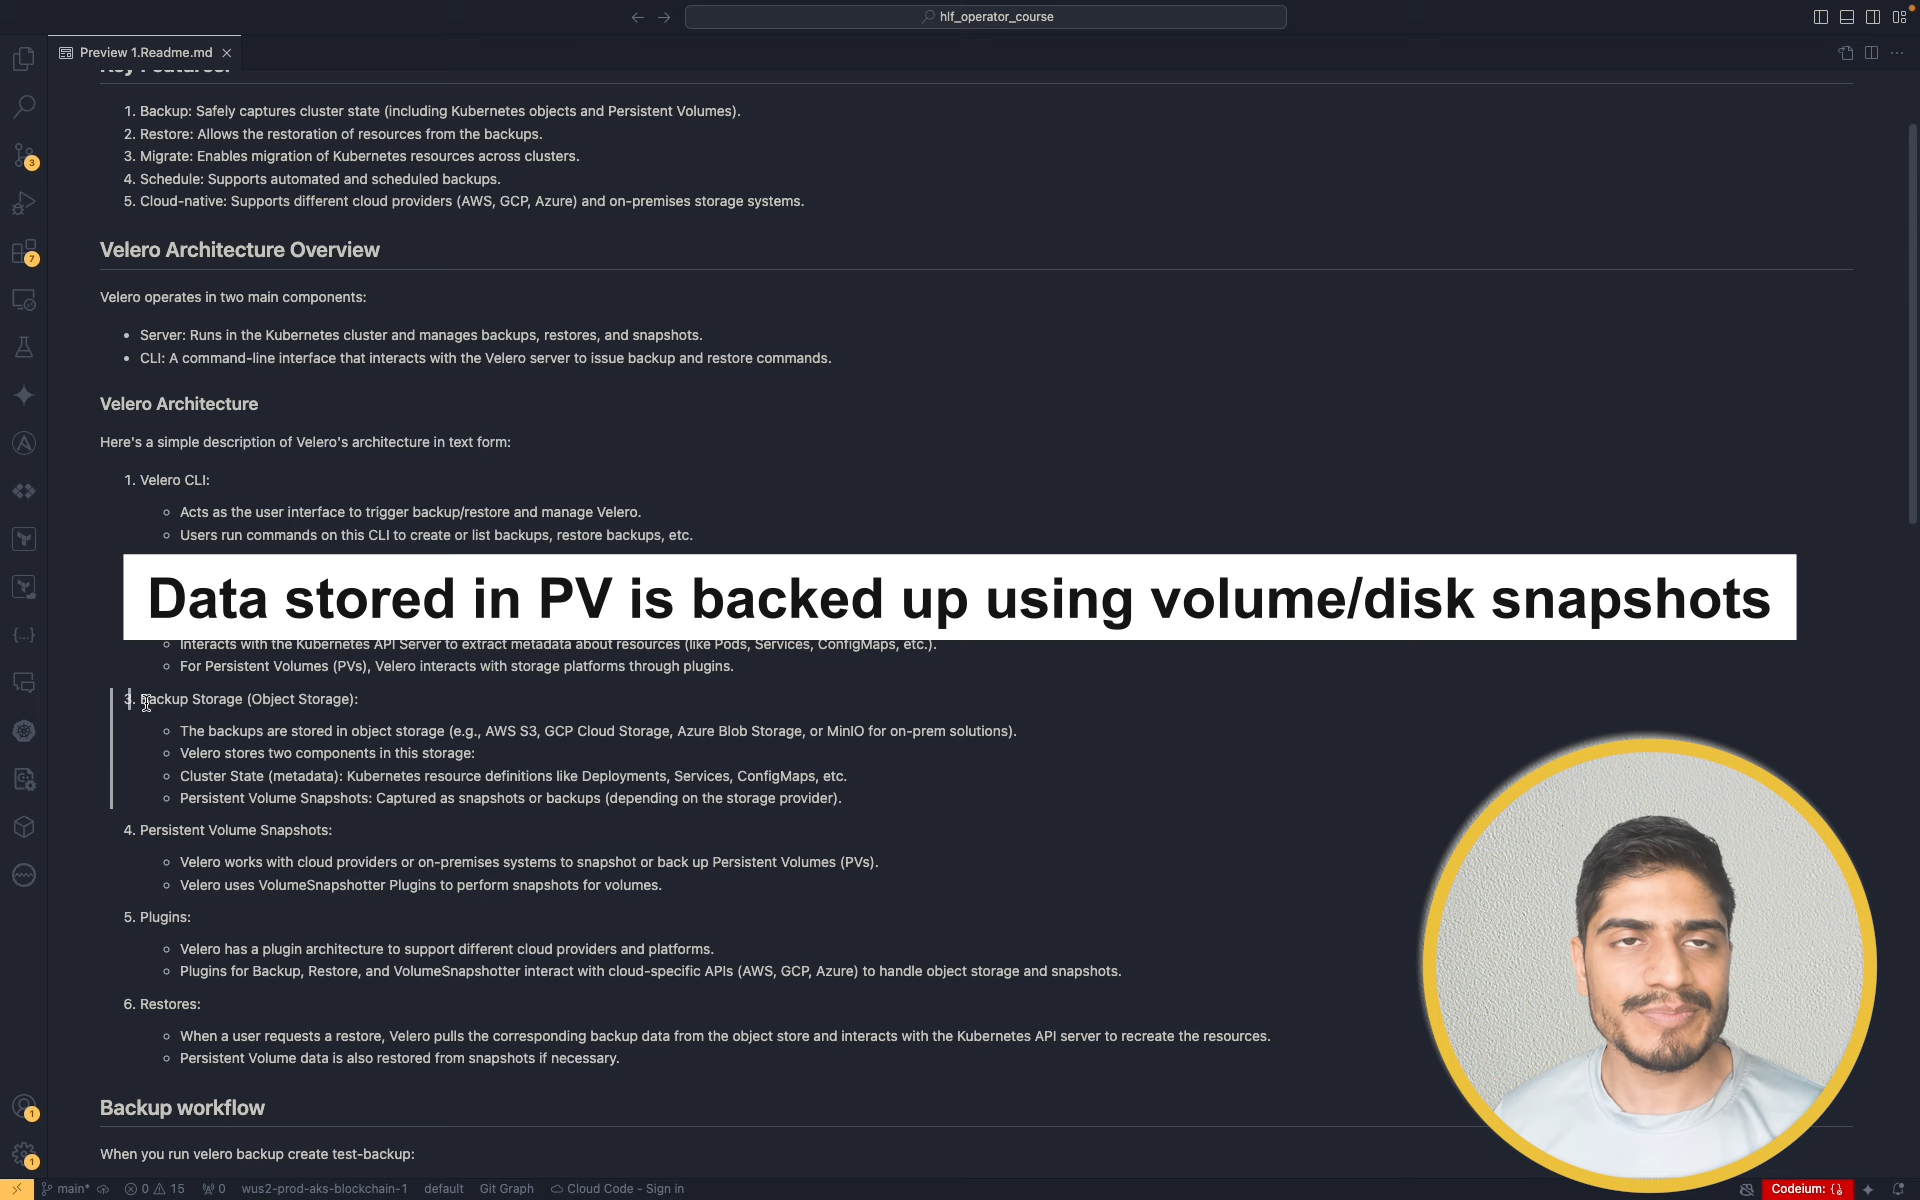 hlf_operator_course
Preview 1.Readme.md
1. Backup: Safely captures cluster state (including Kubernetes objects and Persistent Volumes).
2. Restore: Allows the restoration of resources from the backups.
3. Migrate: Enables migration of Kubernetes resources across clusters.
4. Schedule: Supports automated and scheduled backups.
5. Cloud-native: Supports different cloud providers (AWS, GCP, Azure) and on-premises storage systems.
Velero Architecture Overview
Velero operates in two main components:
• Server: Runs in the Kubernetes cluster and manages backups, restores, and snapshots.
• CLI: A command-line interface that interacts with the Velero server to issue backup and restore commands.
Velero Architecture
Here's a simple description of Velero's architecture in text form:
1. Velero CLI:
Acts as the user interface to trigger backup/restore and manage Velero.
Users run commands on this CLI to create or list backups, restore backups, etc.
Data stored in PV is backed up using volume/disk snapshots
Interacts with the Kubernetes API Server to extract metadata about resources (like Pods, Services, ConfigMaps, etc.).
For Persistent Volumes (PVs), Velero interacts with storage platforms through plugins.
3. Backup Storage (Object Storage):
The backups are stored in object storage (e.g., AWS S3, GCP Cloud Storage, Azure Blob Storage, or MinIO for on-prem solutions).
Velero stores two components in this storage:
Cluster State (metadata): Kubernetes resource definitions like Deployments, Services, ConfigMaps, etc.
Persistent Volume Snapshots: Captured as snapshots or backups (depending on the storage provider).
4. Persistent Volume Snapshots:
Velero works with cloud providers or on-premises systems to snapshot or back up Persistent Volumes (PVs).
Velero uses VolumeSnapshotter Plugins to perform snapshots for volumes.
5. Plugins:
Velero has a plugin architecture to support different cloud providers and platforms.
Plugins for Backup, Restore, and VolumeSnapshotter interact with cloud-specific APIs (AWS, GCP, Azure) to handle object storage and snapshots.
6. Restores:
When a user requests a restore, Velero pulls the corresponding backup data from the object store and interacts with the Kubernetes API server to recreate the resources.
Persistent Volume data is also restored from snapshots if necessary.
Backup workflow
When you run velero backup create test-backup:
3
7
1
1
main* 0 15 0 wus2-prod-aks-blockchain-1 default Git Graph Cloud Code - Sign in Codeium: {}